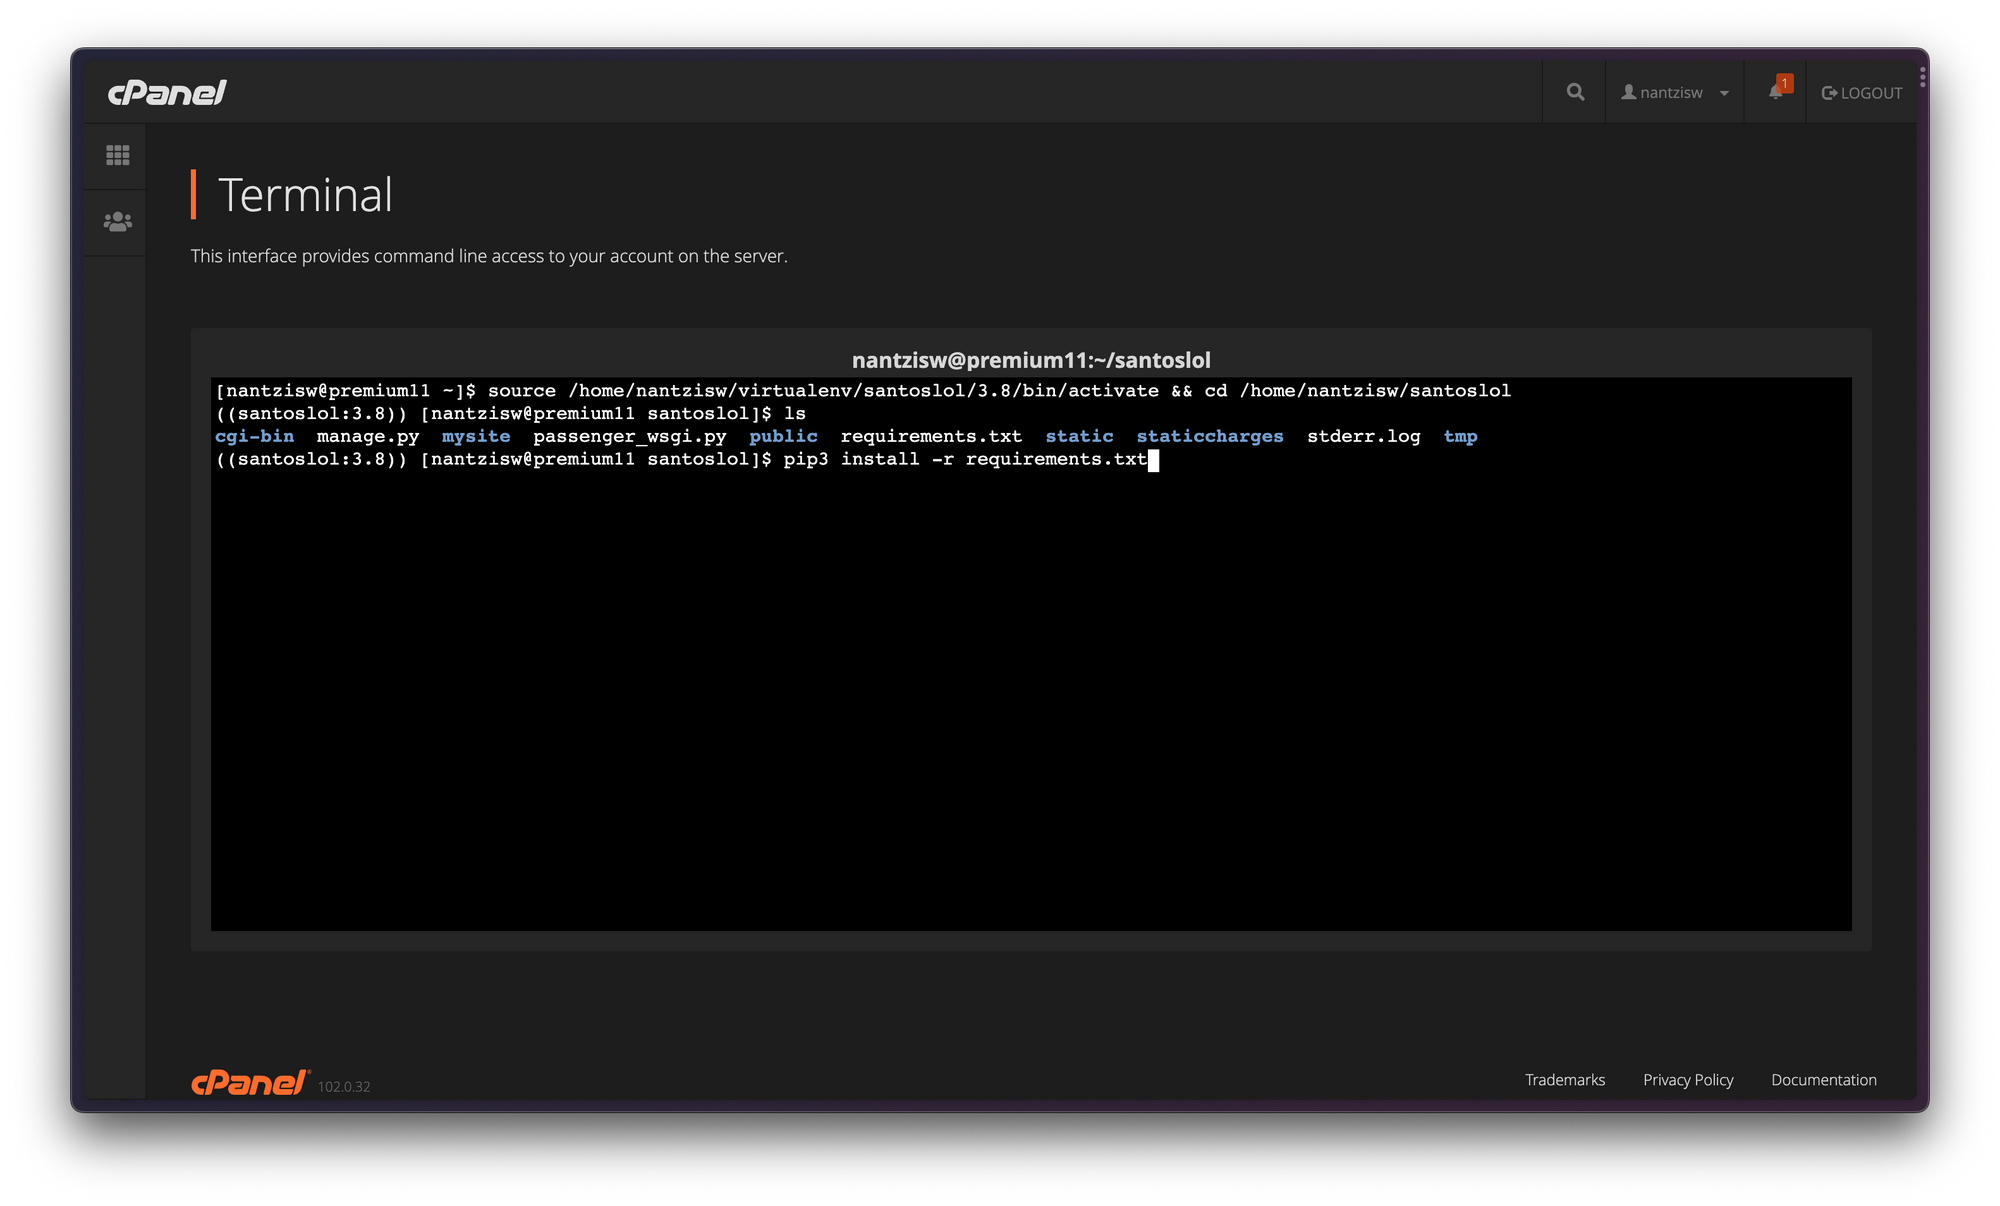 cPanel
nantzisw
1
LOGOUT
Terminal
This interface provides command line access to your account on the server.
nantzisw@premium11:~/santoslol
[nantzisw@premium11 ~]$ source /home/nantzisw/virtualenv/santoslol/3.8/bin/activate && cd /home/nantzisw/santoslol
((santoslol:3.8)) [nantzisw@premium11 santoslol]$ ls
cgi-bin  manage.py  mysite  passenger_wsgi.py  public  requirements.txt  static  staticcharges  stderr.log  tmp
((santoslol:3.8)) [nantzisw@premium11 santoslol]$ pip3 install -r requirements.txt
cPanel® 102.0.32
Trademarks Privacy Policy Documentation